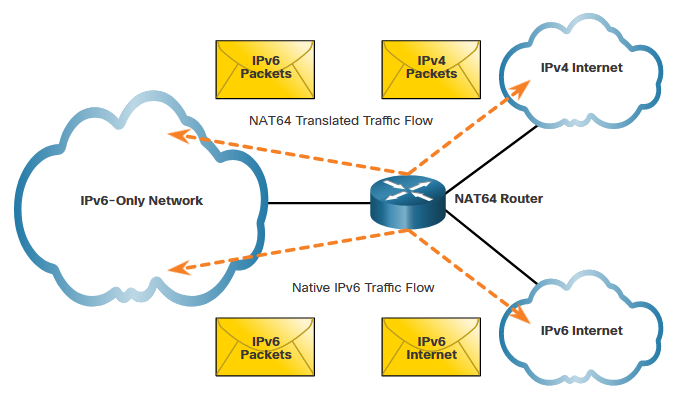 IPv6
Packets
IPv4
Packets
IPv4 Internet
NAT64 Translated Traffic Flow
IPv6-Only Network
NAT64 Router
Native IPv6 Traffic Flow
IPv6 Internet
IPv6
Packets
IPv6
Internet